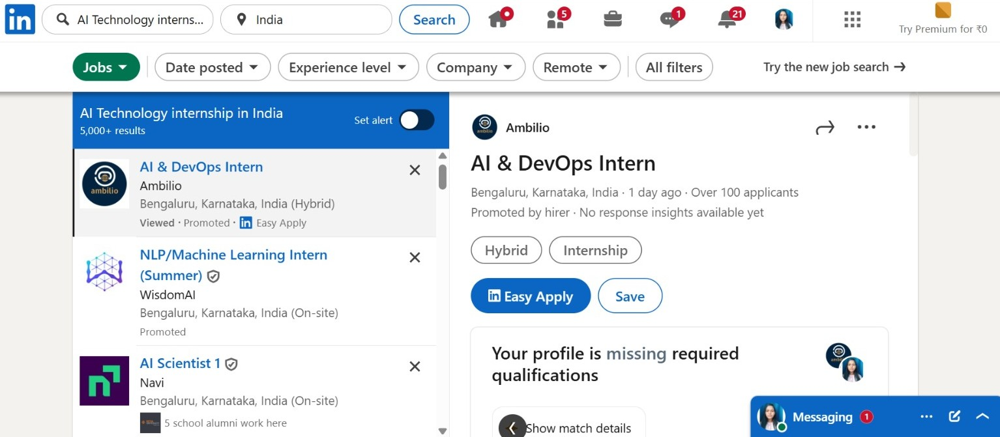 in
AI Technology interns...
India
Search
5
1
21
Try Premium for ₹0
Jobs
Date posted
Experience level
Company
Remote
All filters
Try the new job search →
AI Technology internship in India
5,000+ results
Set alert
ambilio
AI & DevOps Intern
Ambilio
Bengaluru, Karnataka, India (Hybrid)
Viewed · Promoted · in Easy Apply
NLP/Machine Learning Intern
(Summer)
WisdomAI
Bengaluru, Karnataka, India (On-site)
Promoted
AI Scientist 1
Navi
Bengaluru, Karnataka, India (On-site)
5 school alumni work here
ambilio
Ambilio
AI & DevOps Intern
Bengaluru, Karnataka, India · 1 day ago · Over 100 applicants
Promoted by hirer · No response insights available yet
Hybrid
Internship
in Easy Apply
Save
Your profile is missing required
qualifications
Show match details
Messaging 1